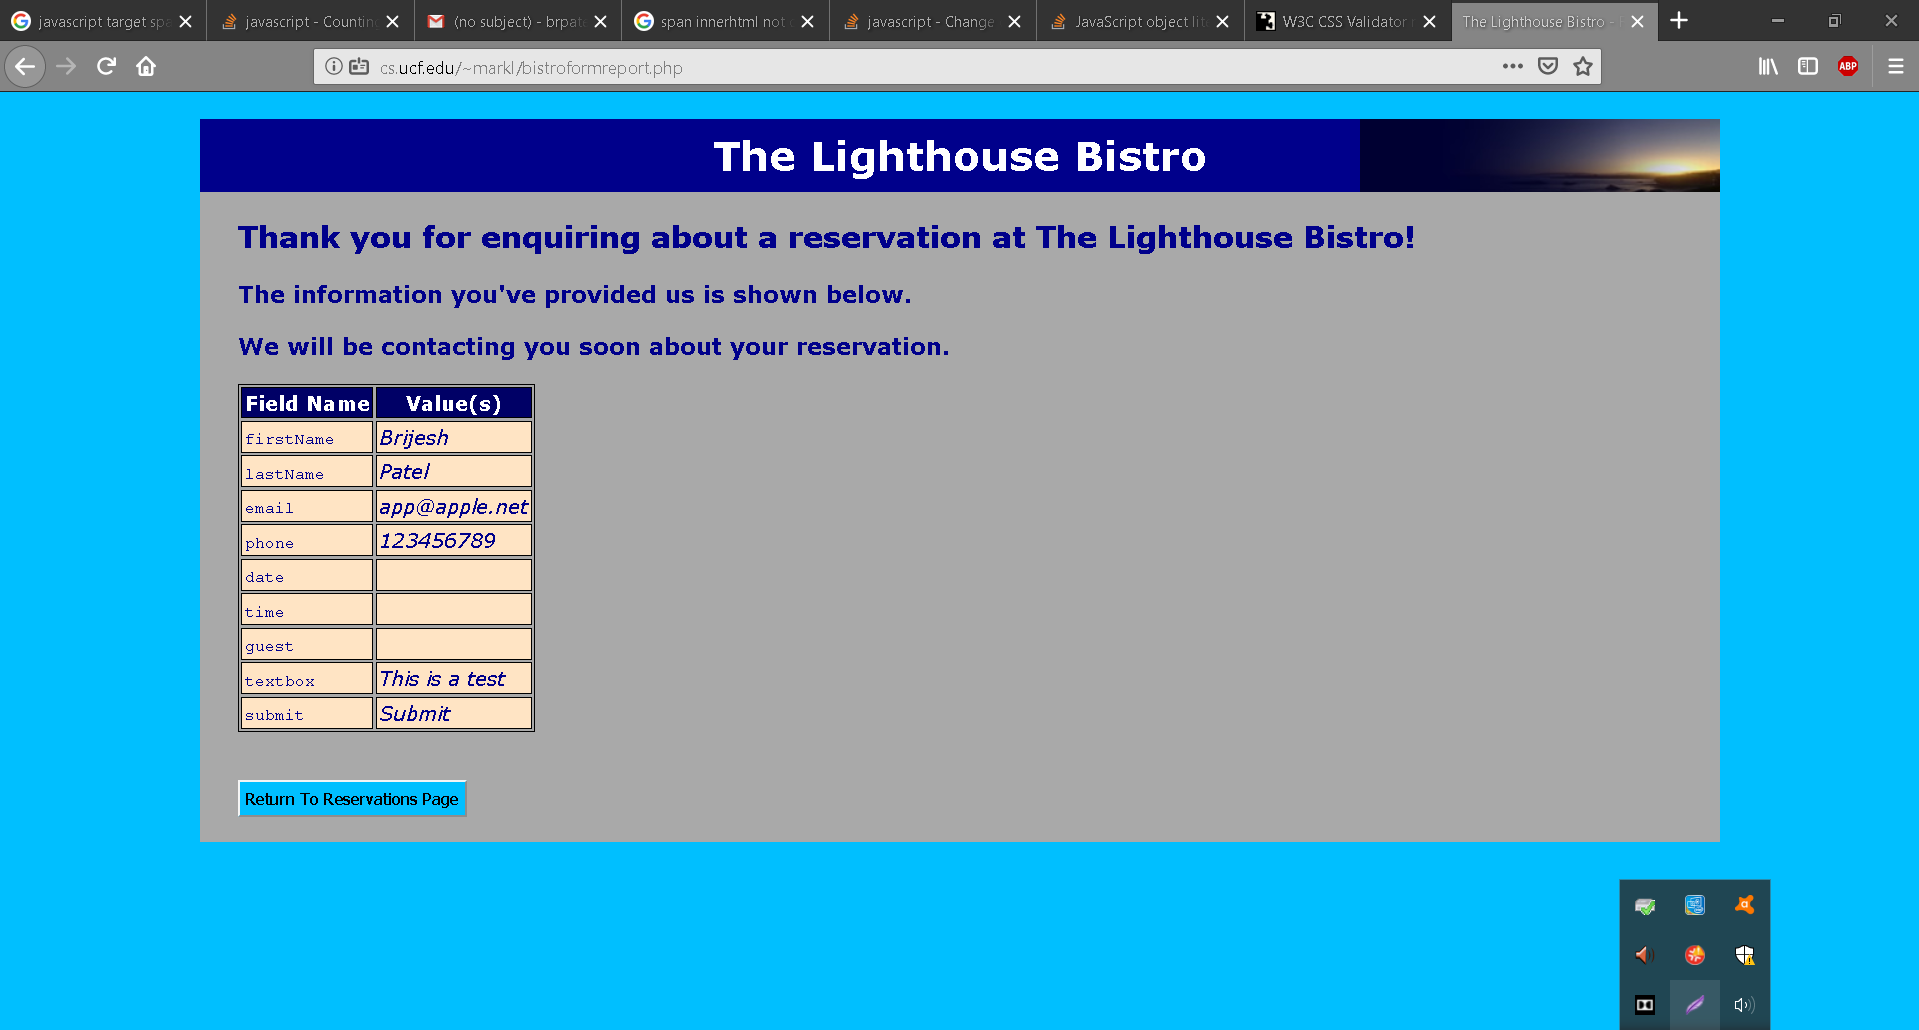 javascript target spa
javascript - Counting
(no subject) - brpate
span innerhtml not c
javascript - Change
JavaScript object lite
W3C CSS Validator
The Lighthouse Bistro -
cs.ucf.edu/~markl/bistroformreport.php
ABP
The Lighthouse Bistro
Thank you for enquiring about a reservation at The Lighthouse Bistro!
The information you've provided us is shown below.
We will be contacting you soon about your reservation.
Field Name Value(s)
firstName Brijesh
lastName Patel
email app@apple.net
phone 123456789
date
time
guest
textbox This is a test
submit Submit
Return To Reservations Page